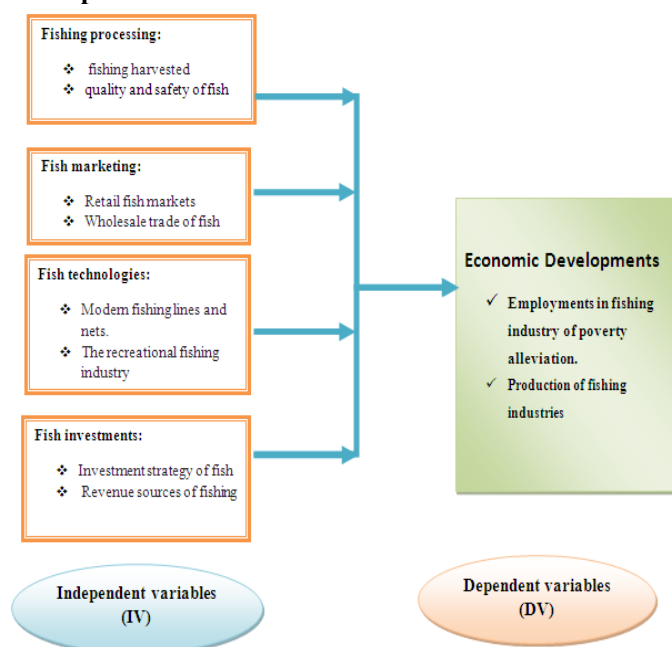 Fishing processing:
❖ fishing harvested
❖ quality and safety of fish
Fish marketing:
❖ Retail fish markets
❖ Wholesale trade of fish
Fish technologies:
❖ Modern fishing lines and
nets.
❖ The recreational fishing
industry
Fish investments:
❖ Investment strategy of fish
❖ Revenue sources of fishing
Economic Developments
✓ Employments in fishing
industry of poverty
alleviation.
✓ Production of fishing
industries
Independent variables
(IV)
Dependent variables
(DV)